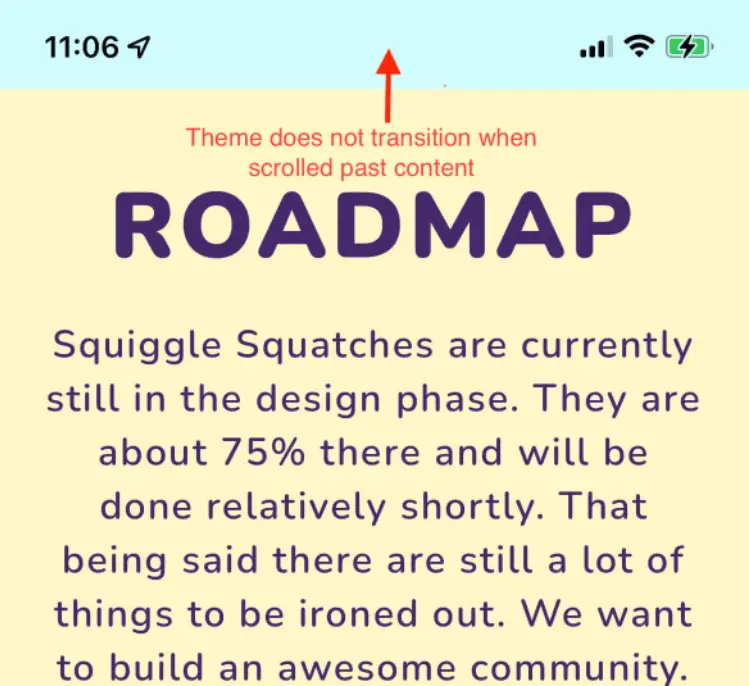 11:06
Theme does not transition when
scrolled past content
ROADMAP
Squiggle Squatches are currently
still in the design phase. They are
about 75% there and will be
done relatively shortly. That
being said there are still a lot of
things to be ironed out. We want
to build an awesome community.